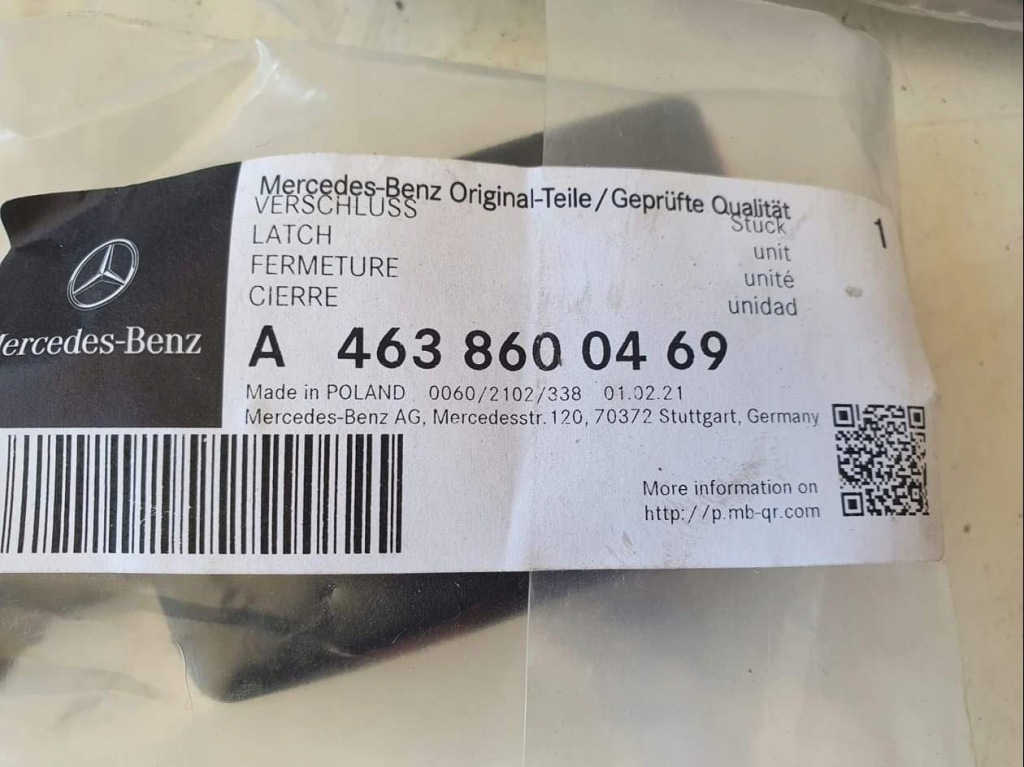 Mercedes-Benz Original-Teile/Geprüfte Qualität
VERSCHLUSS Stück 1
LATCH unit
FERMETURE unité
CIERRE unidad
Mercedes-Benz
A 463 860 04 69
Made in POLAND 0060/2102/338 01.02.21
Mercedes-Benz AG, Mercedesstr.120, 70372 Stuttgart, Germany
More information on
http://p.mb-qr.com